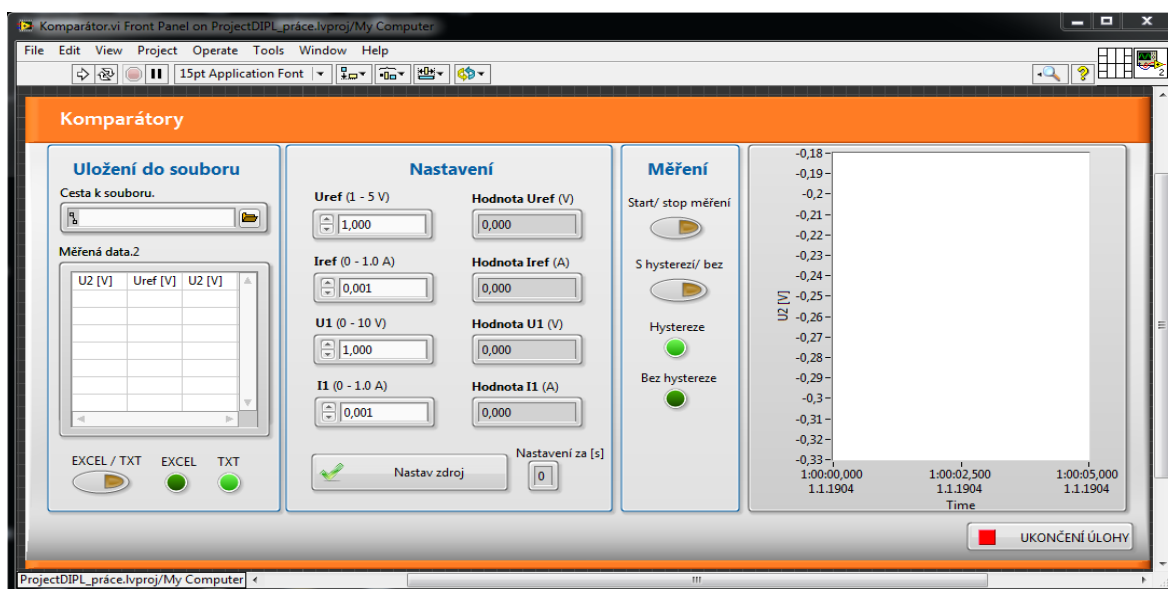 Komparátor.vi Front Panel on ProjectDIPL_práce.lvproj/My Computer
File Edit View Project Operate Tools Window Help
15pt Application Font
2
Komparátory
Uložení do souboru
Cesta k souboru.
Měřená data.2
U2 [V] Uref [V] U2 [V]
EXCEL / TXT EXCEL TXT
Nastavení
Uref (1 - 5 V) Hodnota Uref (V)
1,000 0,000
Iref (0 - 1.0 A) Hodnota Iref (A)
0,001 0,000
U1 (0 - 10 V) Hodnota U1 (V)
1,000 0,000
I1 (0 - 1.0 A) Hodnota I1 (A)
0,001 0,000
Nastavení za [s]
Nastav zdroj 0
Měření
Start/ stop měření
S hysterezí/ bez
Hystereze
Bez hystereze
U2 [V]
-0,18
-0,19
-0,2
-0,21
-0,22
-0,23
-0,24
-0,25
-0,26
-0,27
-0,28
-0,29
-0,3
-0,31
-0,32
-0,33
1:00:00,000 1:00:02,500 1:00:05,000
1.1.1904 1.1.1904 1.1.1904
Time
UKONČENÍ ÚLOHY
ProjectDIPL_práce.lvproj/My Computer